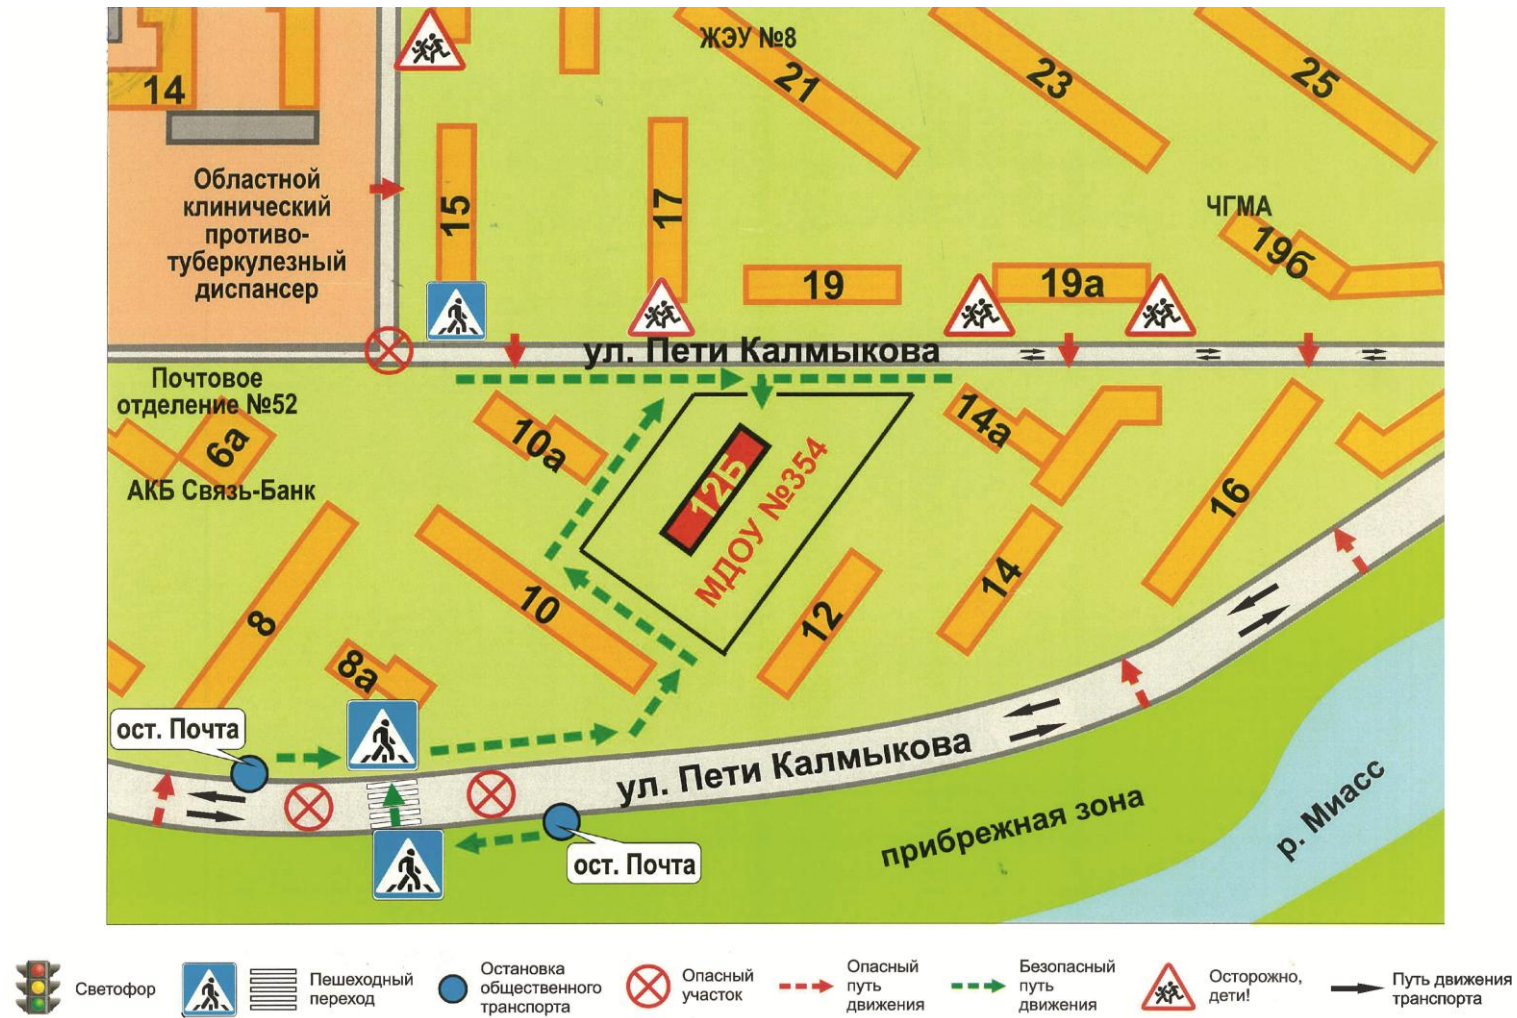 ЖЭУ №8
14
21
23
25
Областной
клинический
противо-
туберкулезный
диспансер
15
17
ЧГМА
19б
19
19а
ул. Пети Калмыкова
Почтовое
отделение №52
6а
10а
14а
АКБ Связь-Банк
12Б
МДОУ №354
16
8
10
12
14
8а
ост. Почта
ул. Пети Калмыкова
прибрежная зона
р. Миасс
ост. Почта
Светофор
Пешеходный
переход
Остановка
общественного
транспорта
Опасный
участок
Опасный
путь
движения
Безопасный
путь
движения
Осторожно,
дети!
Путь движения
транспорта